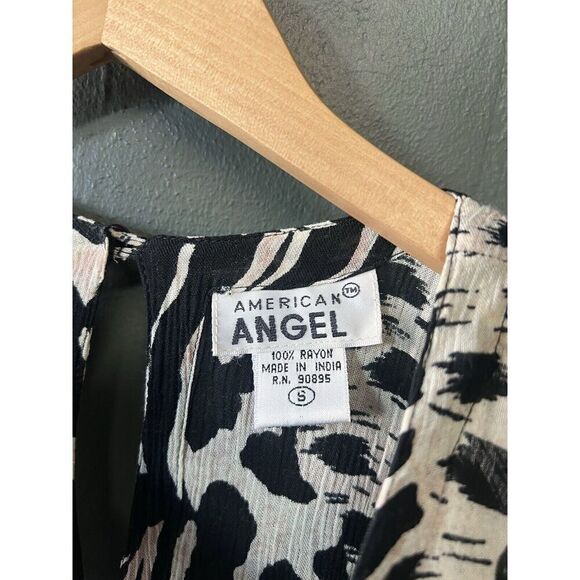 AMERICAN™
ANGEL
100% RAYON
MADE IN INDIA
R.N. 90895
S